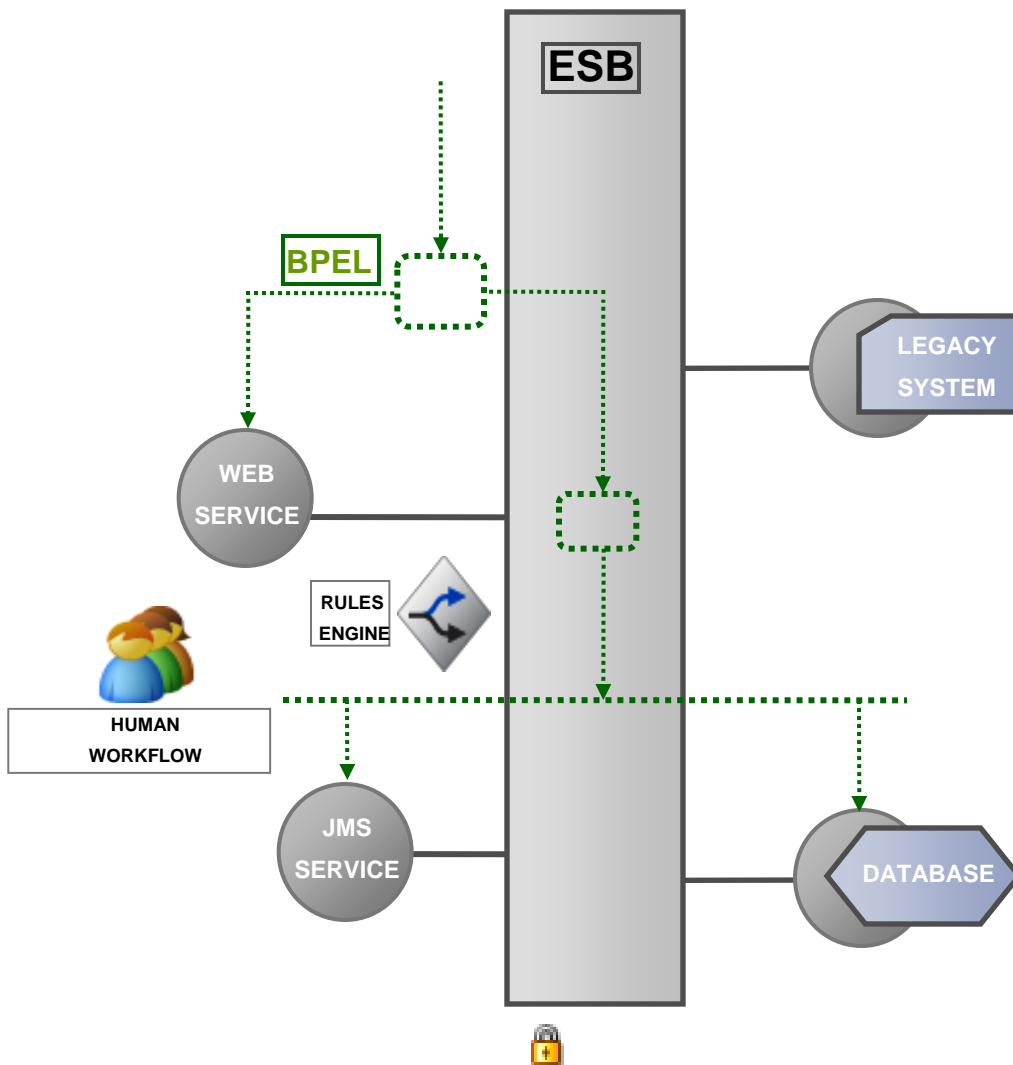 ESB
BPEL
LEGACY
SYSTEM
WEB
SERVICE
RULES
ENGINE
HUMAN
WORKFLOW
JMS
SERVICE
DATABASE